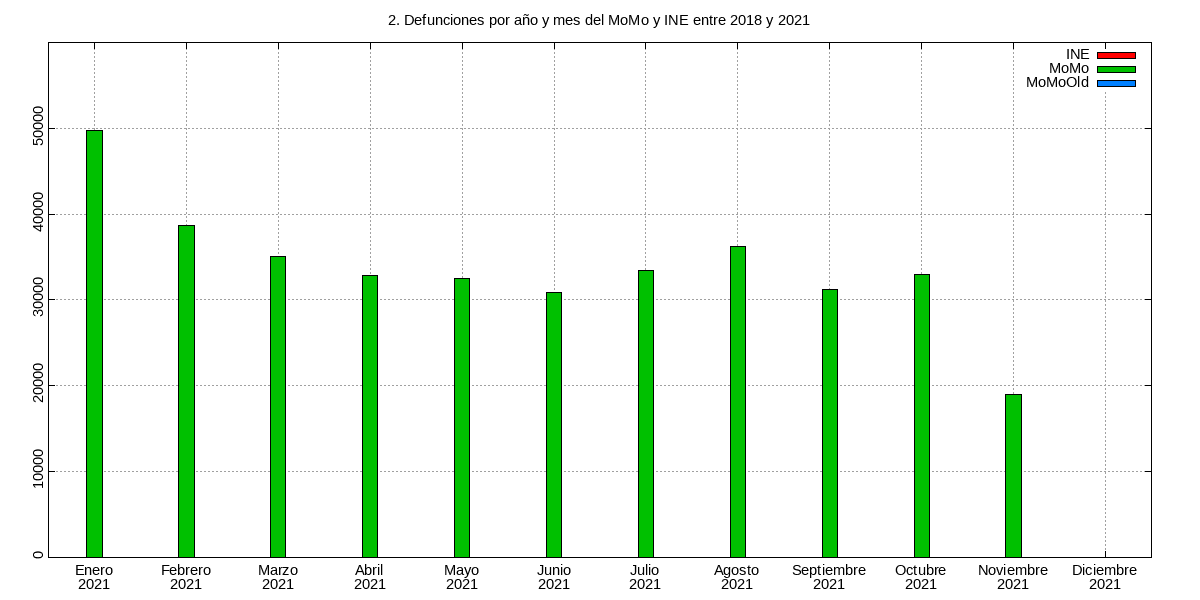 2. Defunciones por año y mes del MoMo y INE entre 2018 y 2021
INE
MoMo
MoMoOld
50000
40000
30000
20000
10000
0
Enero
2021
Febrero
2021
Marzo
2021
Abril
2021
Mayo
2021
Junio
2021
Julio
2021
Agosto
2021
Septiembre
2021
Octubre
2021
Noviembre
2021
Diciembre
2021